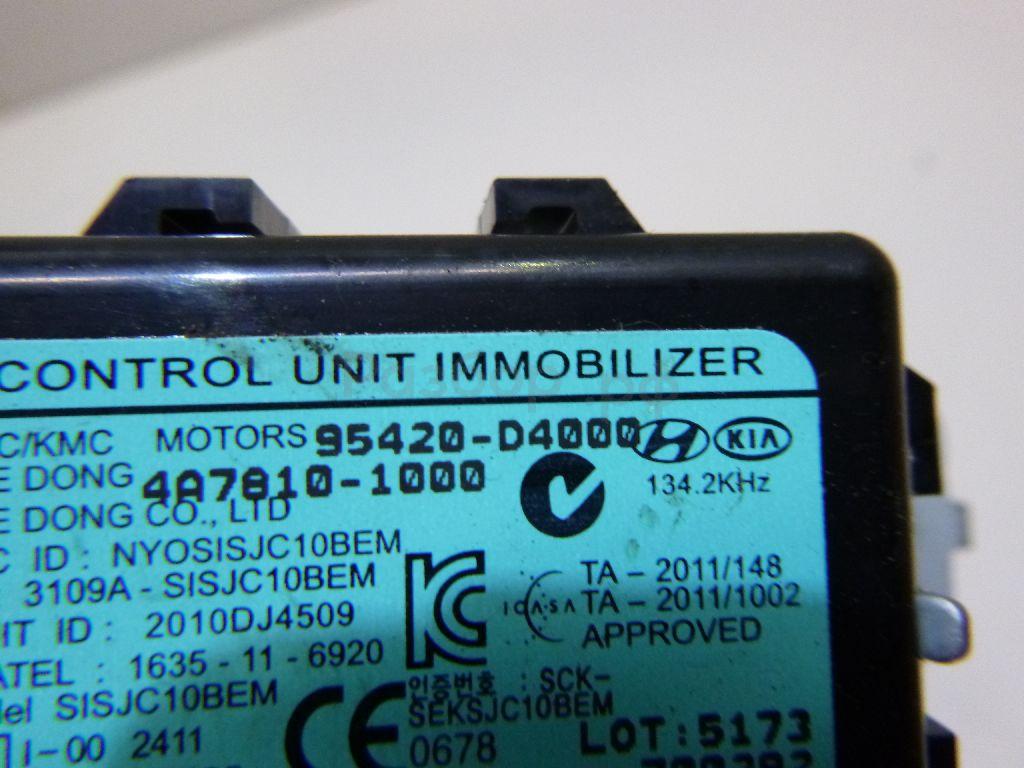 CONTROL UNIT IMMOBILIZER
C/KMC MOTORS 95420-D4000 KIA
E DONG 4A7810-1000 134.2KHz
E DONG CO., LTD
C ID : NYOSISJC10BEM
3109A - SISJC10BEM TA - 2011/148
ICASA TA - 2011/1002
HT ID : 2010DJ4509 APPROVED
ATEL : 1635 - 11 - 6920
인증번호 : SCK-
del SISJC10BEM SEKSJC10BEM
I-00 2411 CE 0678 LOT:5173